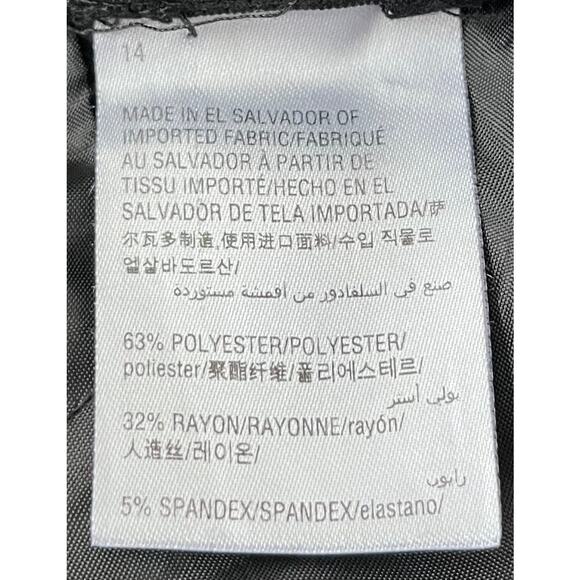 14
MADE IN EL SALVADOR OF
IMPORTED FABRIC/FABRIQUÉ
AU SALVADOR À PARTIR DE
TISSU IMPORTÉ/HECHO EN EL
SALVADOR DE TELA IMPORTADA/萨
尔瓦多制造,使用进口面料/수입 직물로
엘살바도르산/
صنع في السلفادور من أقمشة مستوردة
63% POLYESTER/POLYESTER/
poliester/聚酯纤维/폴리에스테르/
بولي أستر
32% RAYON/RAYONNE/rayón/
人造丝/레이온/
رايون
5% SPANDEX/SPANDEX/elastano/